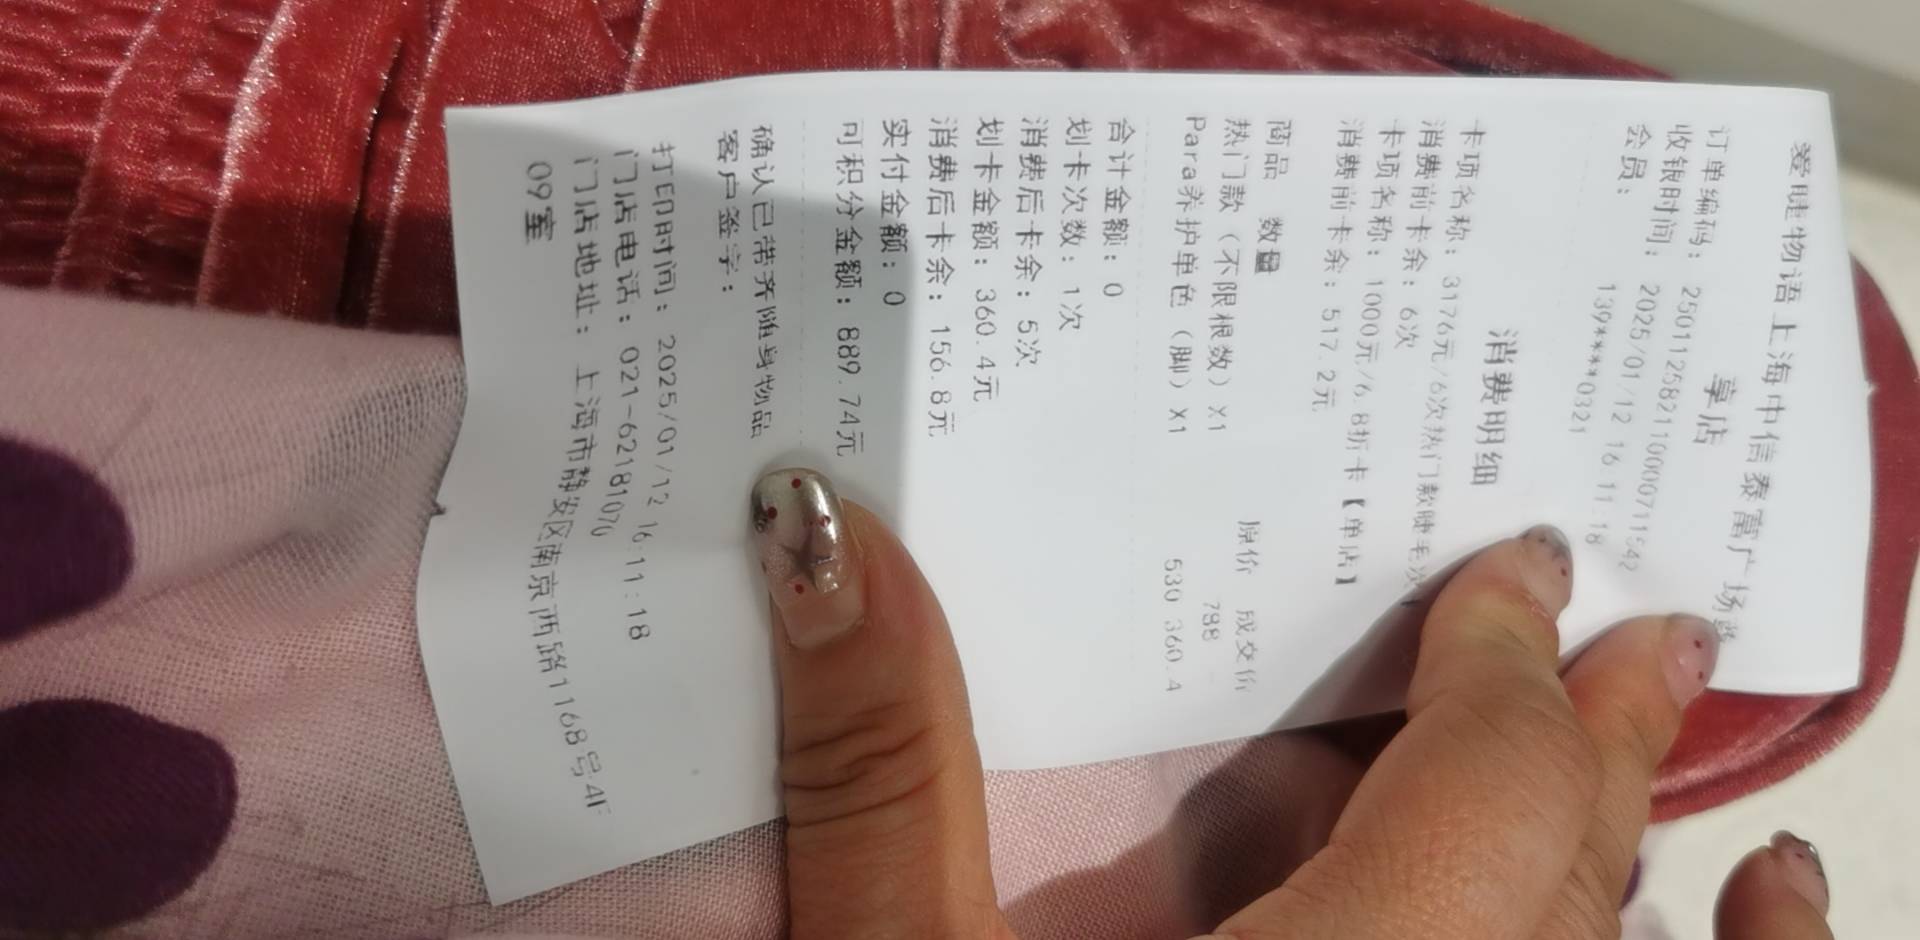 爱睫物语上海中信泰富广场尊
享店
订单编码：250112582110000711542
收银时间：2025/01/12 16:11:18
会员：139****0321
消费明细
卡项名称：3176元/6次热门款睫毛次
消费前卡余：6次
卡项名称：1000元/6.8折卡【单店】
消费前卡余：517.2元
商品 数量 原价 成交价
热门款（不限根数）X1 798 -
Para养护单色（脚）X1 530 360.4
合计金额：0
划卡次数：1次
消费后卡余：5次
划卡金额：360.4元
消费后卡余：156.8元
实付金额：0
可积分金额：889.74元
确认已带齐随身物品
客户签字：
打印时间：2025/01/12 16:11:18
门店电话：021-62181070
门店地址：上海市静安区南京西路1168号4F
09室